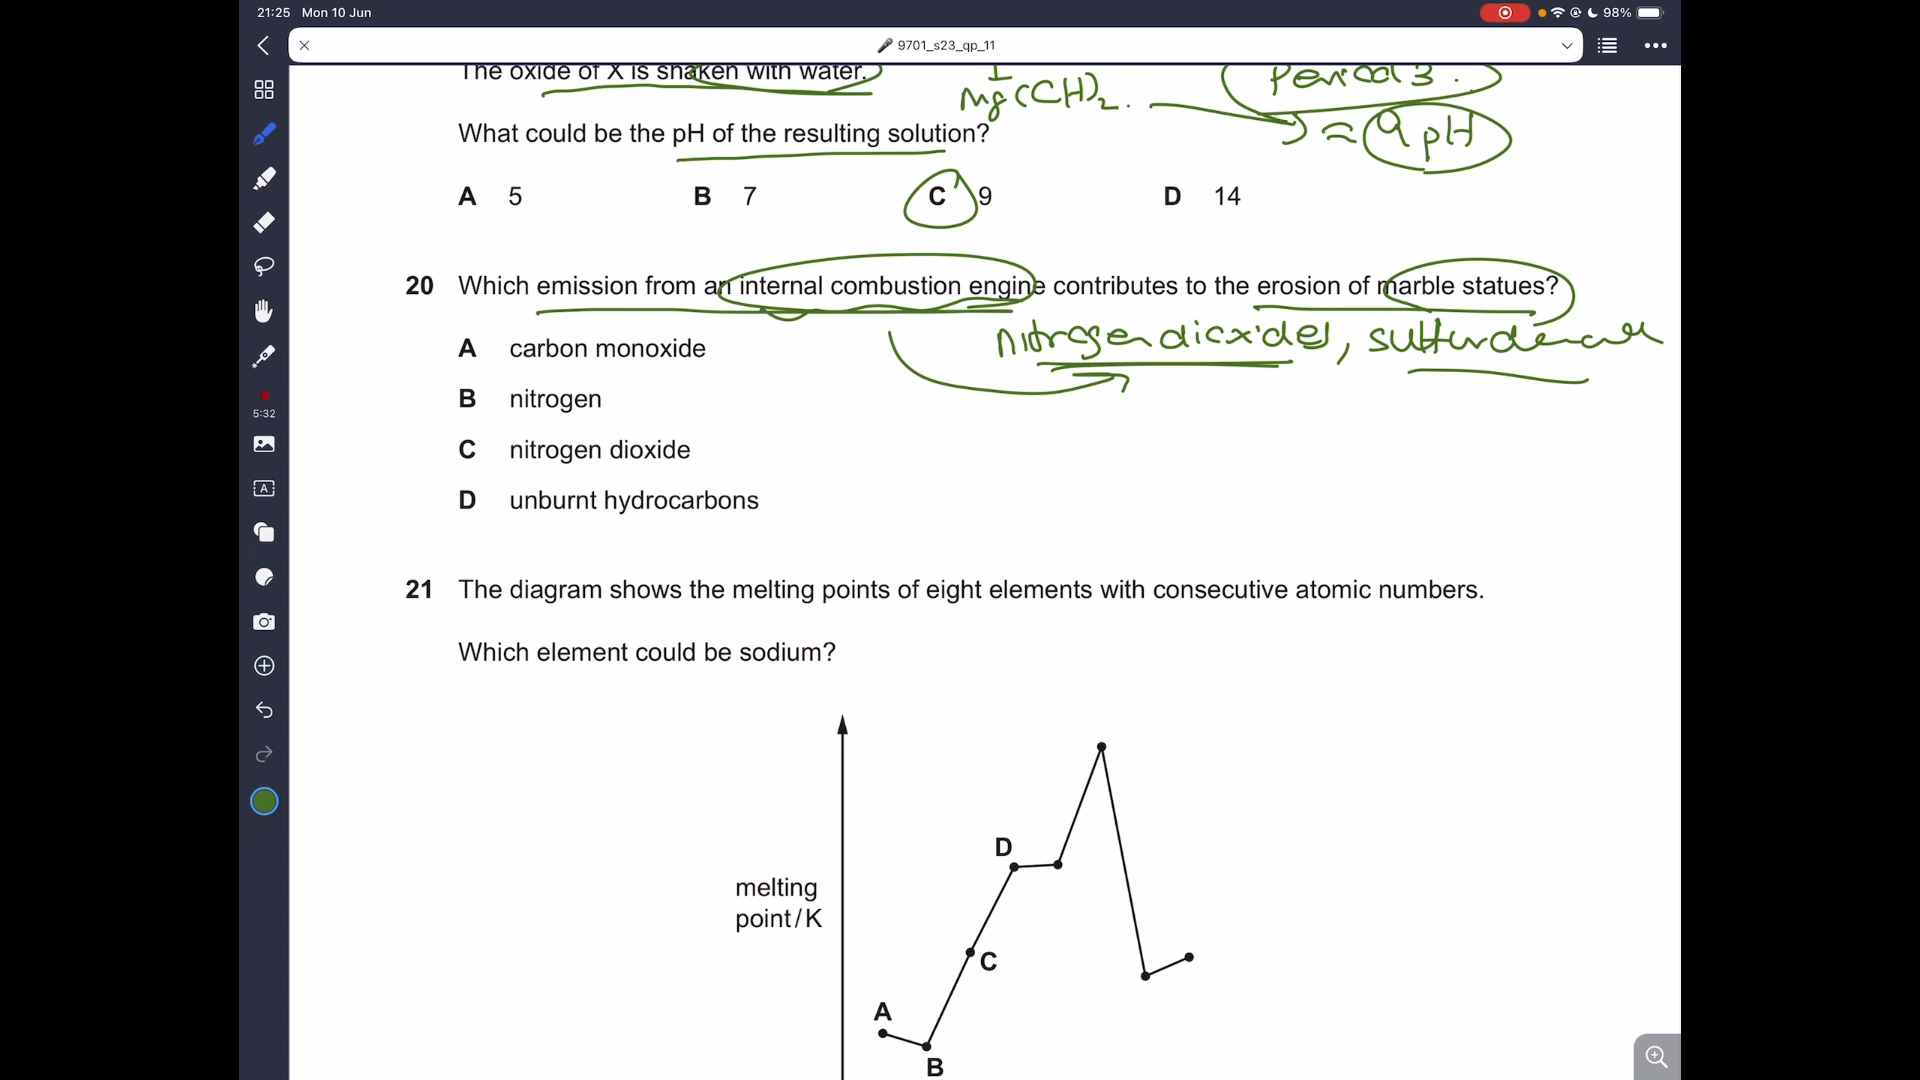 21:25 Mon 10 Jun
98%
9701_s23_qp_11
The oxide of X is shaken with water.
Mg(OH)2.
Period 3.
What could be the pH of the resulting solution?
≈ 9 pH
A 5 B 7 C 9 D 14
20 Which emission from an internal combustion engine contributes to the erosion of marble statues?
nitrogen dioxides,
A carbon monoxide
B nitrogen
5:32
C nitrogen dioxide
D unburnt hydrocarbons
21 The diagram shows the melting points of eight elements with consecutive atomic numbers.
Which element could be sodium?
D
melting
point/K
C
A
B